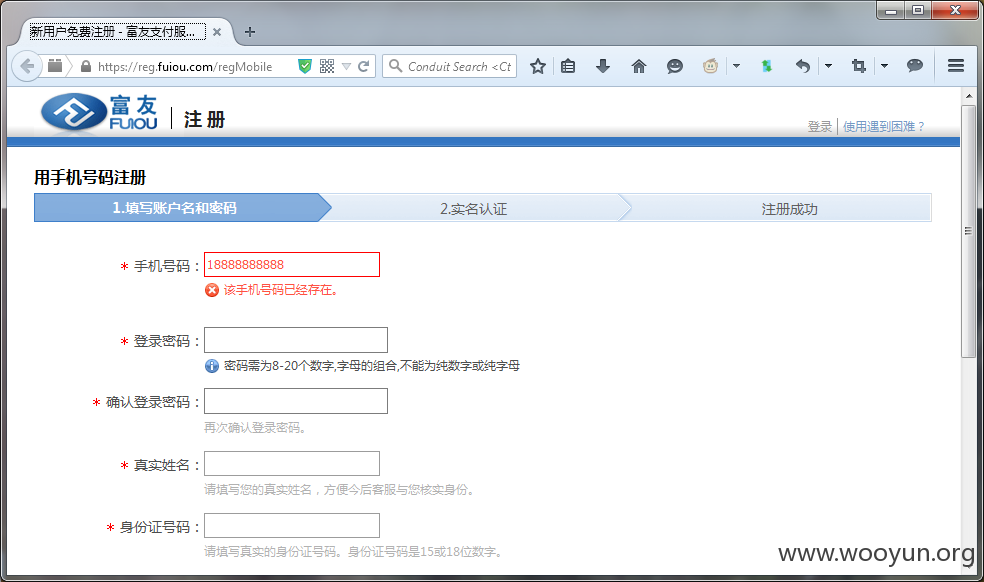 新用户免费注册 - 富友支付服...
https://reg.fuiou.com/regMobile
Conduit Search <Ct
富友
FUIOU
注册
登录
使用遇到困难？
用手机号码注册
1.填写账户名和密码
2.实名认证
注册成功
* 手机号码：
18888888888
该手机号码已经存在。
* 登录密码：
密码需为8-20个数字,字母的组合,不能为纯数字或纯字母
* 确认登录密码：
再次确认登录密码。
* 真实姓名：
请填写您的真实姓名，方便今后客服与您核实身份。
* 身份证号码：
请填写真实的身份证号码。身份证号码是15或18位数字。
www.wooyun.org